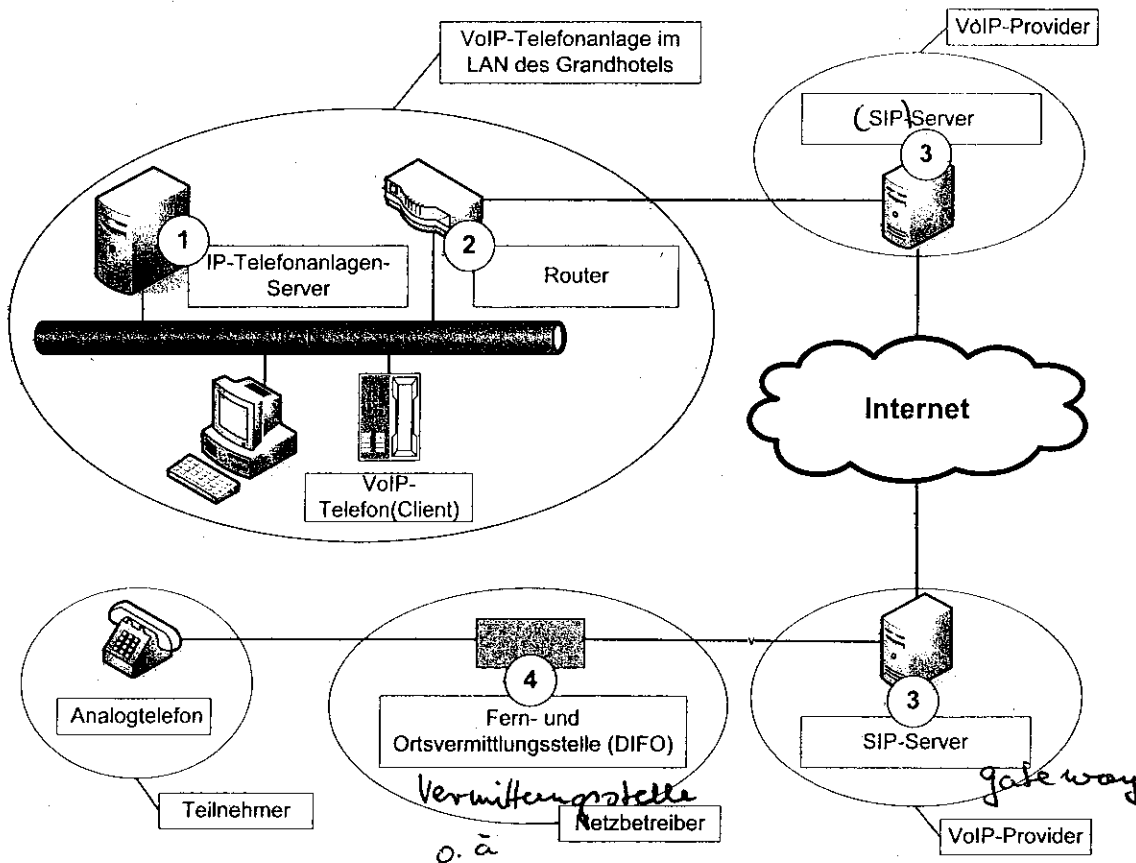 VoIP-Telefonanlage im
LAN des Grandhotels
VoIP-Provider
(SIP)-Server
3
1
IP-Telefonanlagen-
Server
2
Router
Internet
VoIP-
Telefon(Client)
Analogtelefon
Teilnehmer
4
Fern- und
Ortsvermittlungsstelle (DIFO)
Vermittlungsstelle
o. ä
Netzbetreiber
3
SIP-Server
gateway
VoIP-Provider